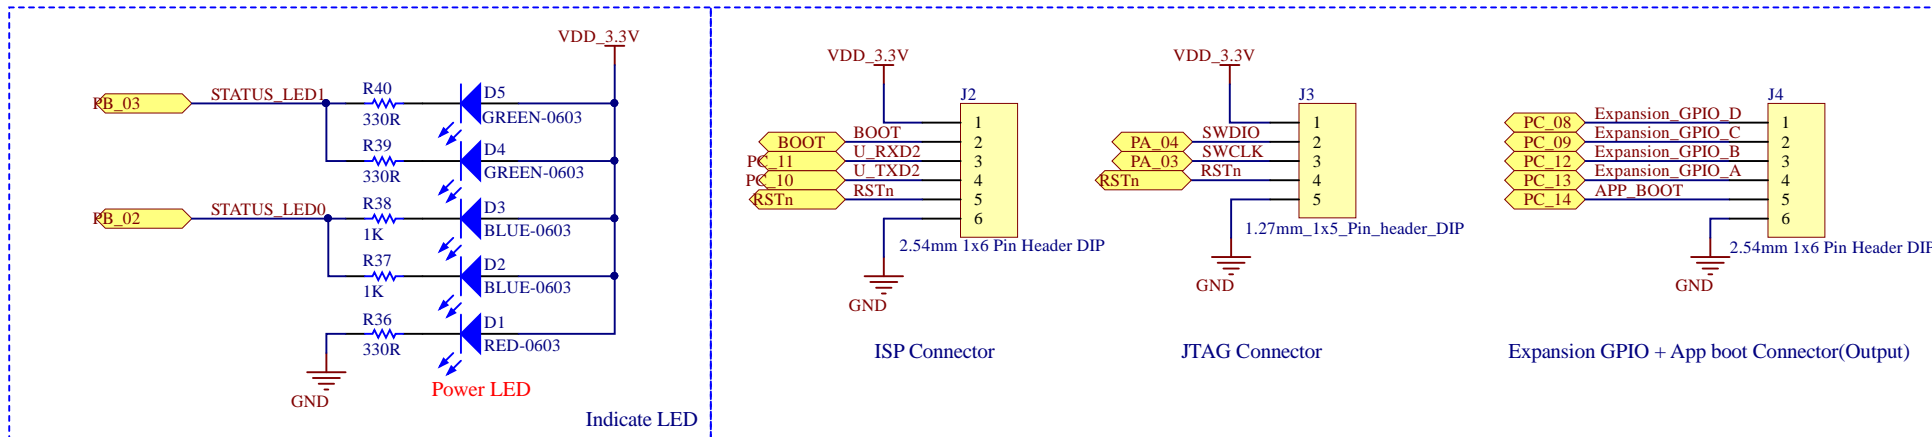 VDD_3.3V
PB_03
STATUS_LED1
R40
330R
D5
GREEN-0603
R39
330R
D4
GREEN-0603
PB_02
STATUS_LED0
R38
1K
D3
BLUE-0603
R37
1K
D2
BLUE-0603
R36
330R
D1
RED-0603
GND
Power LED
Indicate LED
VDD_3.3V
J2
BOOT
PC_11
PC_10
RSTn
BOOT
U_RXD2
U_TXD2
RSTn
1
2
3
4
5
6
2.54mm 1x6 Pin Header DIP
GND
ISP Connector
VDD_3.3V
J3
PA_04
PA_03
RSTn
SWDIO
SWCLK
RSTn
1
2
3
4
5
1.27mm_1x5_Pin_header_DIP
GND
JTAG Connector
J4
PC_08
PC_09
PC_12
PC_13
PC_14
Expansion_GPIO_D
Expansion_GPIO_C
Expansion_GPIO_B
Expansion_GPIO_A
APP_BOOT
1
2
3
4
5
6
2.54mm 1x6 Pin Header DIP
GND
Expansion GPIO + App boot Connector(Output)